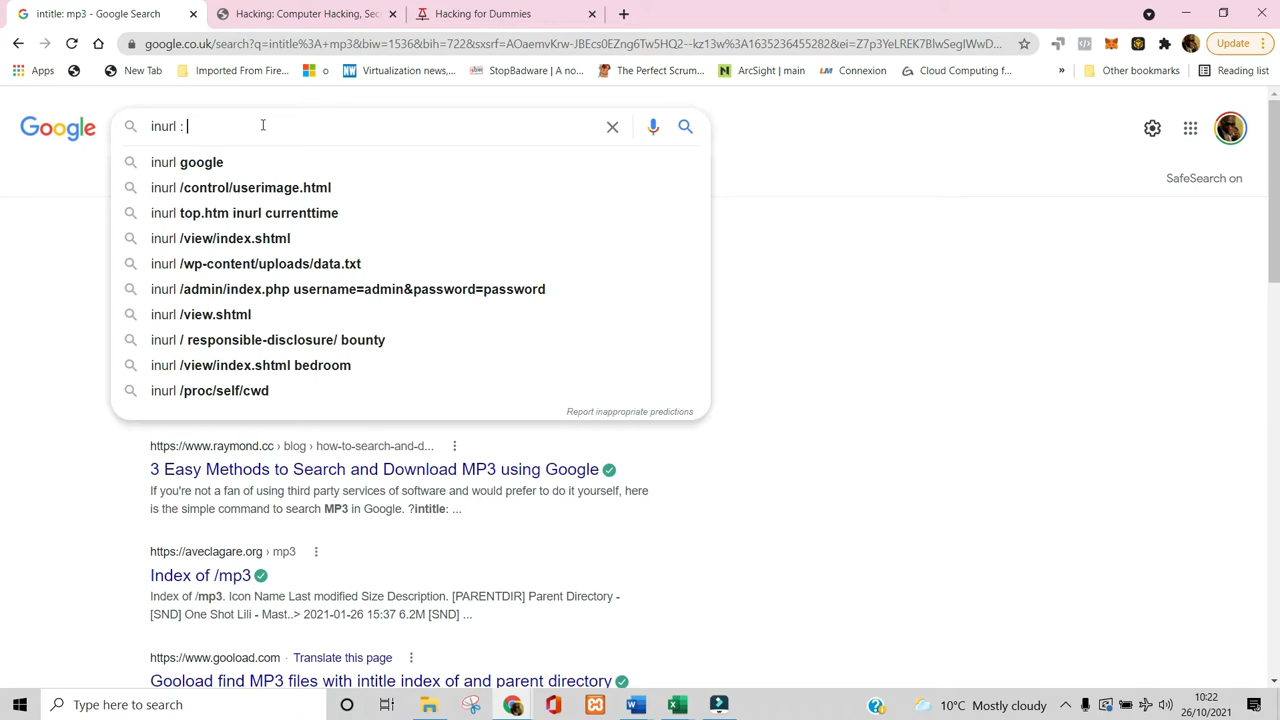 intitle: mp3 - Google Search
Hacking: Computer Hacking, Sec
Hacking for Dummies
google.co.uk/search?q=intitle%3A+mp3&biw=1536&bih=722&
Update
Apps
New Tab
Imported From Fire...
o
Virtualization news,...
StopBadware | A no...
The Perfect Scrum...
ArcSight | main
Connexion
Cloud Computing f...
»
Other bookmarks
Reading list
Google
inurl :
SafeSearch on
inurl google
inurl /control/userimage.html
inurl top.htm inurl currenttime
inurl /view/index.shtml
inurl /wp-content/uploads/data.txt
inurl /admin/index.php username=admin&password=password
inurl /view.shtml
inurl / responsible-disclosure/ bounty
inurl /view/index.shtml bedroom
inurl /proc/self/cwd
Report inappropriate predictions
https://www.raymond.cc › blog › how-to-search-and-d...
3 Easy Methods to Search and Download MP3 using Google
If you're not a fan of using third party services of software and would prefer to do it yourself, here
is the simple command to search MP3 in Google. ?intitle: ...
https://aveclagare.org › mp3
Index of /mp3
Index of /mp3. Icon Name Last modified Size Description. [PARENTDIR] Parent Directory -
[SND] One Shot Lili - Mast..> 2021-01-26 15:37 6.2M [SND] ...
https://www.gooload.com · Translate this page
Gooload find MP3 files with intitle index of and parent directory
Type here to search
10°C Mostly cloudy
10:22
26/10/2021